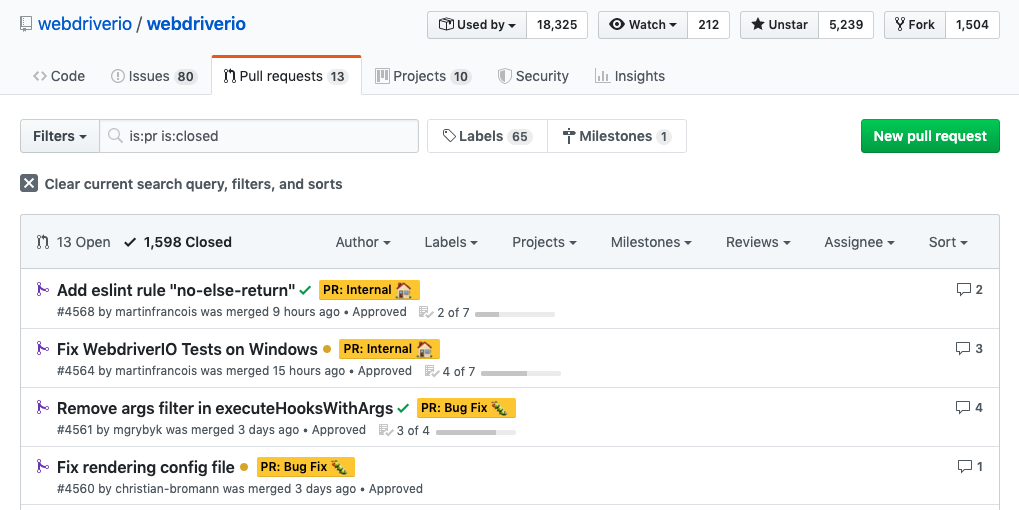 webdriverio / webdriverio Used by 18,325 Watch 212 Unstar 5,239 Fork 1,504
Code Issues 80 Pull requests 13 Projects 10 Security Insights
Filters is:pr is:closed Labels 65 Milestones 1 New pull request
Clear current search query, filters, and sorts
13 Open 1,598 Closed Author Labels Projects Milestones Reviews Assignee Sort
Add eslint rule "no-else-return" PR: Internal 2
#4568 by martinfrancois was merged 9 hours ago • Approved 2 of 7
Fix WebdriverIO Tests on Windows PR: Internal 3
#4564 by martinfrancois was merged 15 hours ago • Approved 4 of 7
Remove args filter in executeHooksWithArgs PR: Bug Fix 4
#4561 by mgrybyk was merged 3 days ago • Approved 3 of 4
Fix rendering config file PR: Bug Fix 1
#4560 by christian-bromann was merged 3 days ago • Approved